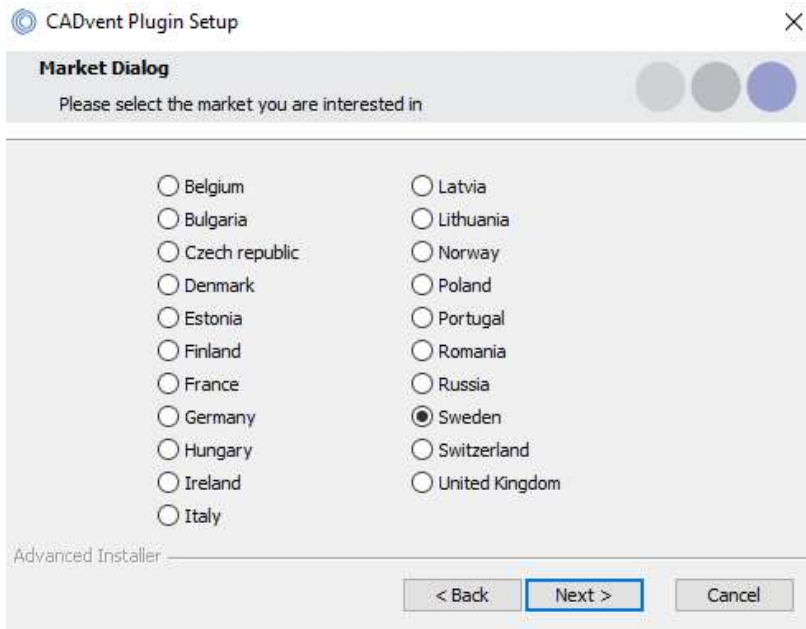 CADvent Plugin Setup
Market Dialog
Please select the market you are interested in
Belgium
Bulgaria
Czech republic
Denmark
Estonia
Finland
France
Germany
Hungary
Ireland
Italy
Latvia
Lithuania
Norway
Poland
Portugal
Romania
Russia
Sweden
Switzerland
United Kingdom
Advanced Installer
< Back Next > Cancel